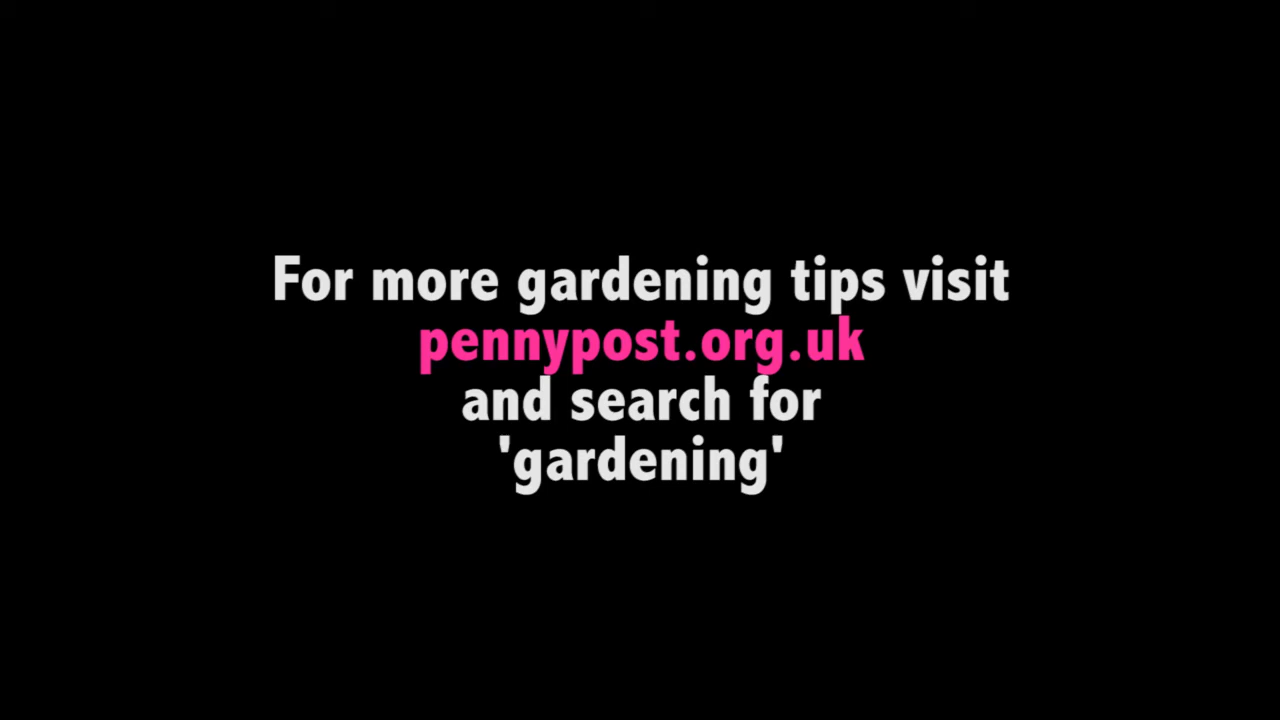 For more gardening tips visit
pennypost.org.uk
and search for
'gardening'